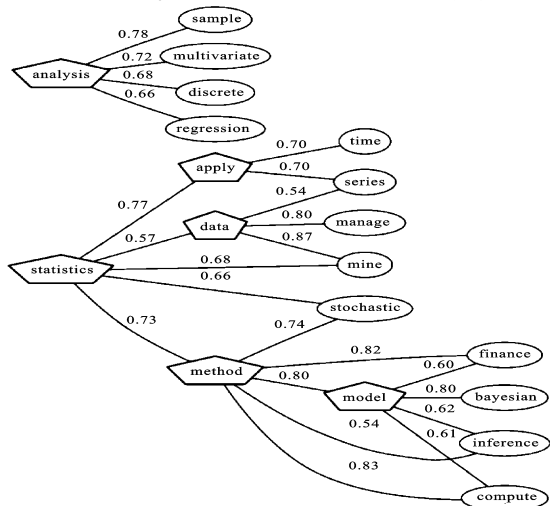 sample
0.78
0.72 multivariate
analysis 0.68
0.66 discrete
regression
0.70 time
apply
0.70
0.54 series
0.77
0.80 manage
data
0.57 0.87
statistics 0.68 mine
0.66
stochastic
0.73 0.74
0.82 finance
method 0.60
0.80 0.80 bayesian
model
0.62
0.54 0.61 inference
0.83
compute